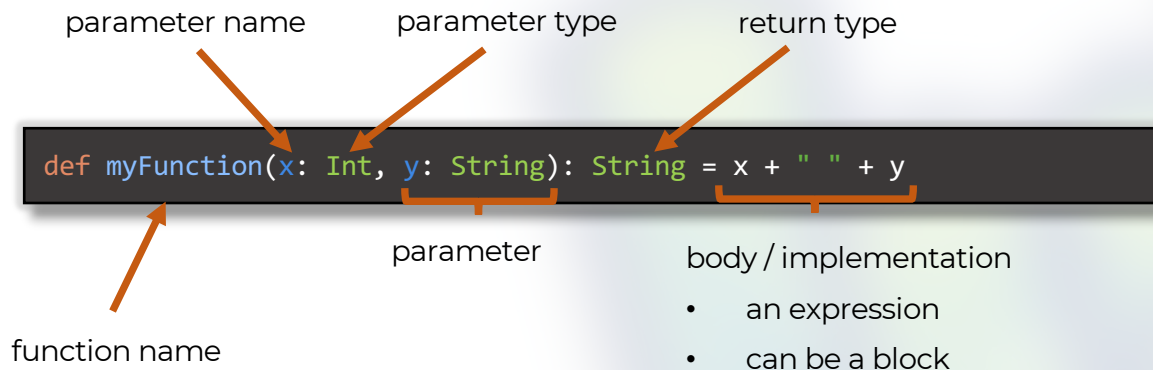 parameter name parameter type return type
def myFunction(x: Int, y: String): String = x + " " + y
parameter
body / implementation
• an expression
function name
• can be a block